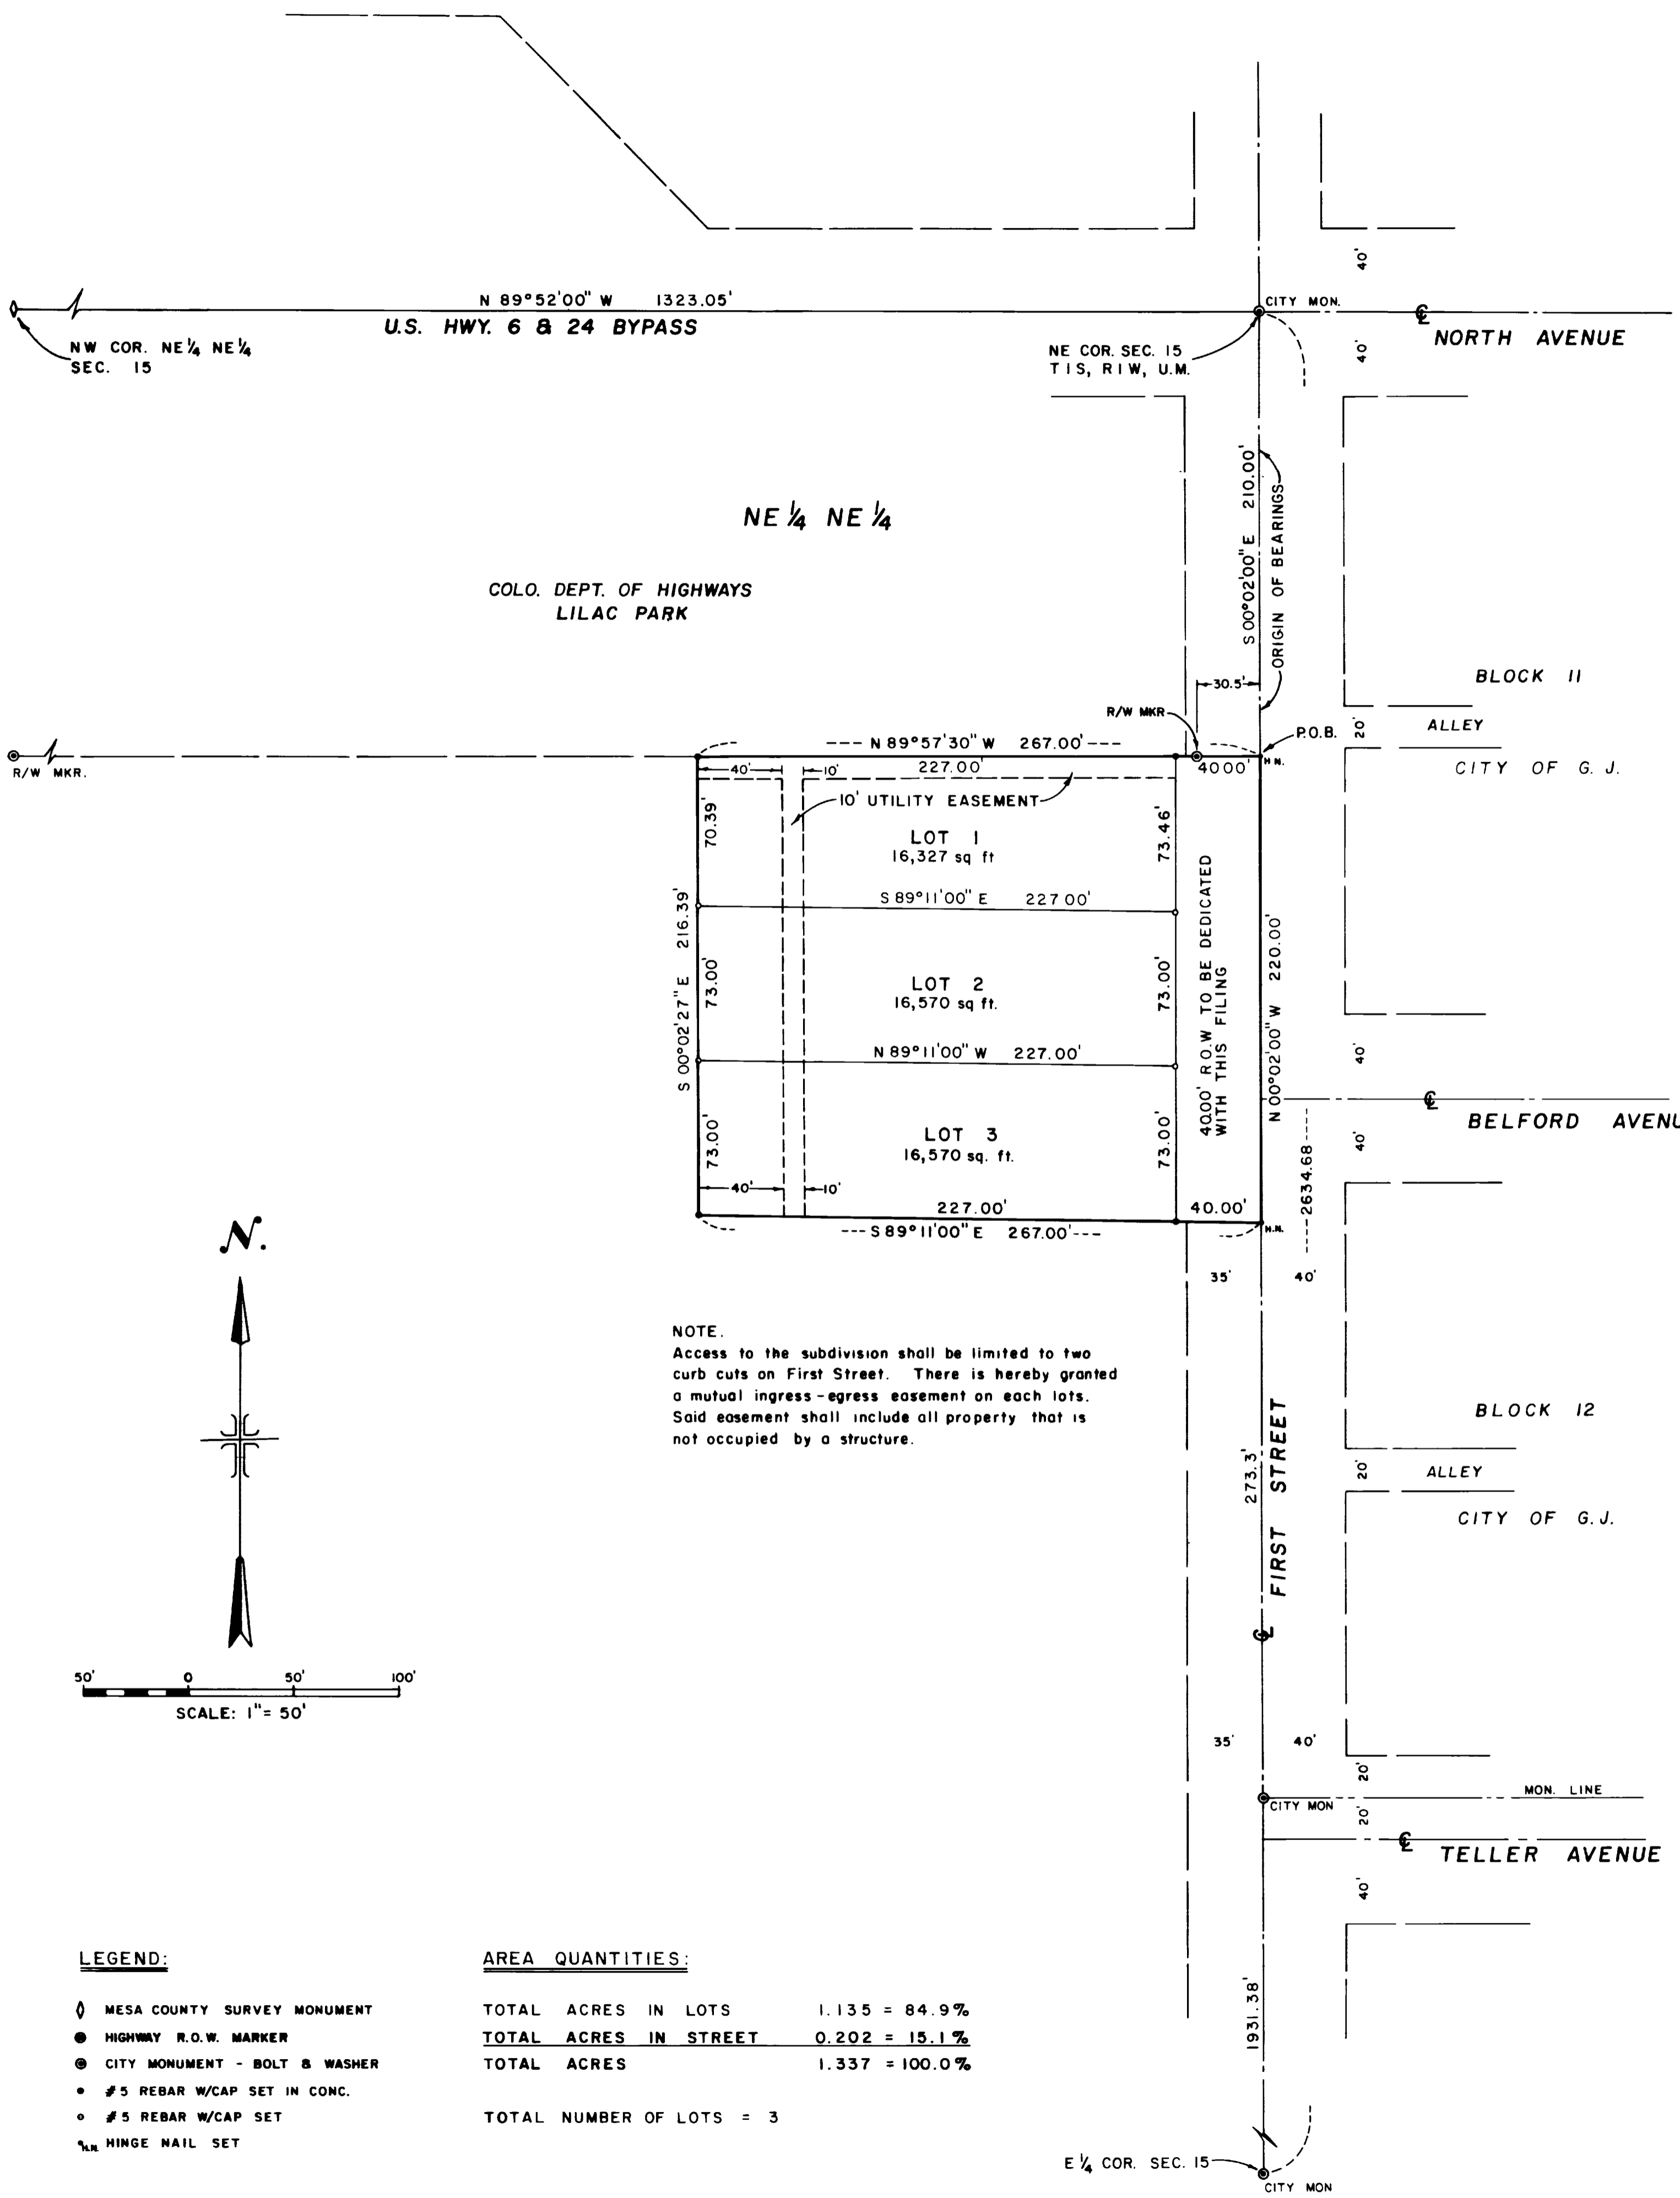 40'
N 89°52'00" W 1323.05'
CITY MON.
U.S. HWY. 6 & 24 BYPASS
℄
NORTH AVENUE
NW COR. NE 1/4 NE 1/4
SEC. 15
NE COR. SEC. 15
T1S, R1W, U.M.
40'
S 00°02'00" E 210.00'
ORIGIN OF BEARINGS
NE 1/4 NE 1/4
COLO. DEPT. OF HIGHWAYS
LILAC PARK
BLOCK 11
30.5'
R/W MKR
P.O.B.
20'
ALLEY
CITY OF G.J.
R/W MKR.
N 89°57'30" W 267.00'
227.00'
40.00'
H.N.
40'
10'
10' UTILITY EASEMENT
70.39'
LOT 1
16,327 sq ft
73.46'
S 89°11'00" E 227.00'
S 00°02'27" E 216.39'
73.00'
LOT 2
16,570 sq ft.
73.00'
40.00' R.O.W TO BE DEDICATED
WITH THIS FILING
N 00°02'00" W 220.00'
N 89°11'00" W 227.00'
40'
℄
BELFORD AVENU
40'
73.00'
LOT 3
16,570 sq. ft.
73.00'
2634.68
40'
10'
227.00'
40.00'
S 89°11'00" E 267.00'
H.N.
35'
40'
N.
NOTE.
Access to the subdivision shall be limited to two
curb cuts on First Street. There is hereby granted
a mutual ingress-egress easement on each lots.
Said easement shall include all property that is
not occupied by a structure.
BLOCK 12
273.3'
FIRST STREET
20'
ALLEY
CITY OF G.J.
℄
50' 0 50' 100'
SCALE: 1"= 50'
35'
40'
20'
MON. LINE
CITY MON
20'
℄
TELLER AVENUE
40'
1931.38'
LEGEND:
MESA COUNTY SURVEY MONUMENT
HIGHWAY R.O.W. MARKER
CITY MONUMENT - BOLT & WASHER
#5 REBAR W/CAP SET IN CONC.
#5 REBAR W/CAP SET
H.N. HINGE NAIL SET
AREA QUANTITIES:
TOTAL ACRES IN LOTS 1.135 = 84.9%
TOTAL ACRES IN STREET 0.202 = 15.1%
TOTAL ACRES 1.337 = 100.0%
TOTAL NUMBER OF LOTS = 3
E 1/4 COR. SEC. 15
CITY MON